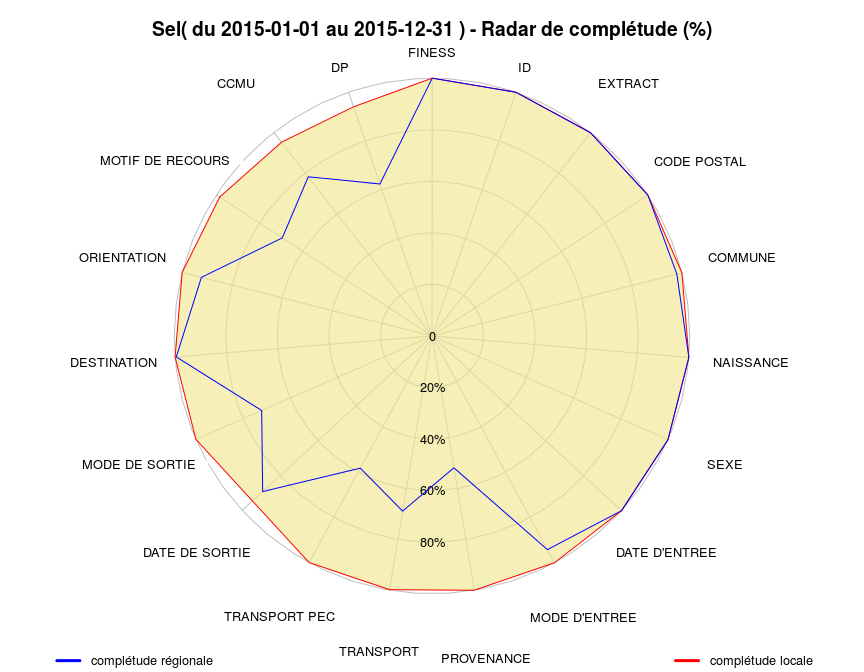 Sel( du 2015-01-01 au 2015-12-31 ) - Radar de complétude (%)
FINESS
ID
EXTRACT
CODE POSTAL
COMMUNE
NAISSANCE
SEXE
DATE D'ENTREE
MODE D'ENTREE
PROVENANCE
TRANSPORT
TRANSPORT PEC
DATE DE SORTIE
MODE DE SORTIE
DESTINATION
ORIENTATION
MOTIF DE RECOURS
CCMU
DP
0
20%
40%
60%
80%
complétude régionale
complétude locale